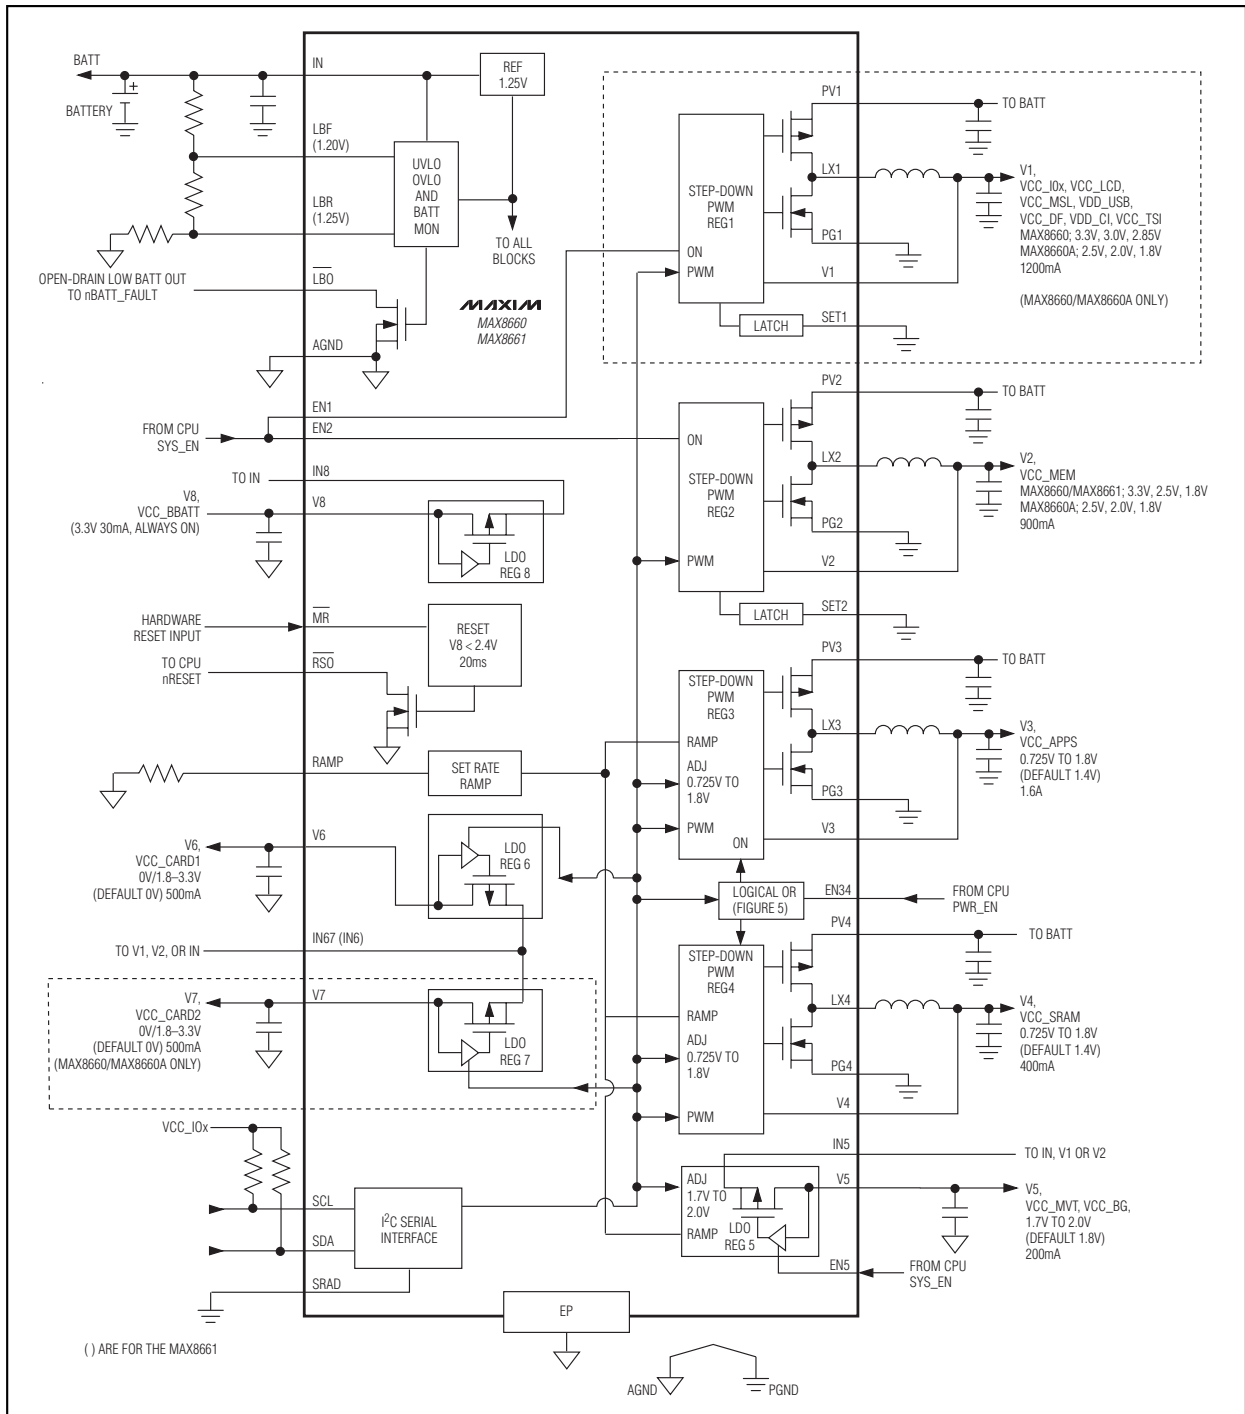 BATT
IN
REF
1.25V
BATTERY
+
LBF
(1.20V)
UVLO
OVLO
AND
BATT
MON
LBR
(1.25V)
TO ALL
BLOCKS
OPEN-DRAIN LOW BATT OUT
TO nBATT_FAULT
LBO
MAXIM
MAX8660
MAX8661
AGND
EN1
FROM CPU
SYS_EN
EN2
TO IN
IN8
V8,
VCC_BBATT
(3.3V 30mA, ALWAYS ON)
V8
LDO
REG 8
HARDWARE
RESET INPUT
MR
RESET
V8 < 2.4V
20ms
TO CPU
nRESET
RSO
RAMP
SET RATE
RAMP
V6,
VCC_CARD1
0V/1.8–3.3V
(DEFAULT 0V) 500mA
V6
LDO
REG 6
TO V1, V2, OR IN
IN67 (IN6)
V7,
VCC_CARD2
0V/1.8–3.3V
(DEFAULT 0V) 500mA
(MAX8660/MAX8660A ONLY)
V7
LDO
REG 7
VCC_IOx
SCL
SDA
I2C SERIAL
INTERFACE
SRAD
EP
( ) ARE FOR THE MAX8661
AGND
PGND
PV1
TO BATT
STEP-DOWN
PWM
REG1
LX1
V1,
VCC_IOx, VCC_LCD,
VCC_MSL, VDD_USB,
VCC_DF, VDD_CI, VCC_TSI
MAX8660; 3.3V, 3.0V, 2.85V
MAX8660A; 2.5V, 2.0V, 1.8V
1200mA
(MAX8660/MAX8660A ONLY)
PG1
ON
PWM
V1
LATCH
SET1
PV2
TO BATT
ON
STEP-DOWN
PWM
REG2
LX2
V2,
VCC_MEM
MAX8660/MAX8661; 3.3V, 2.5V, 1.8V
MAX8660A; 2.5V, 2.0V, 1.8V
900mA
PG2
PWM
V2
LATCH
SET2
PV3
TO BATT
STEP-DOWN
PWM
REG3
LX3
V3,
VCC_APPS
0.725V TO 1.8V
(DEFAULT 1.4V)
1.6A
RAMP
ADJ
0.725V TO
1.8V
PG3
PWM
V3
ON
LOGICAL OR
(FIGURE 5)
EN34
FROM CPU
PWR_EN
PV4
TO BATT
STEP-DOWN
PWM
REG4
LX4
V4,
VCC_SRAM
0.725V TO 1.8V
(DEFAULT 1.4V)
400mA
RAMP
ADJ
0.725V TO
1.8V
PG4
PWM
V4
IN5
TO IN, V1 OR V2
ADJ
1.7V TO
2.0V
RAMP
LDO
REG 5
V5
V5,
VCC_MVT, VCC_BG,
1.7V TO 2.0V
(DEFAULT 1.8V)
200mA
EN5
FROM CPU
SYS_EN